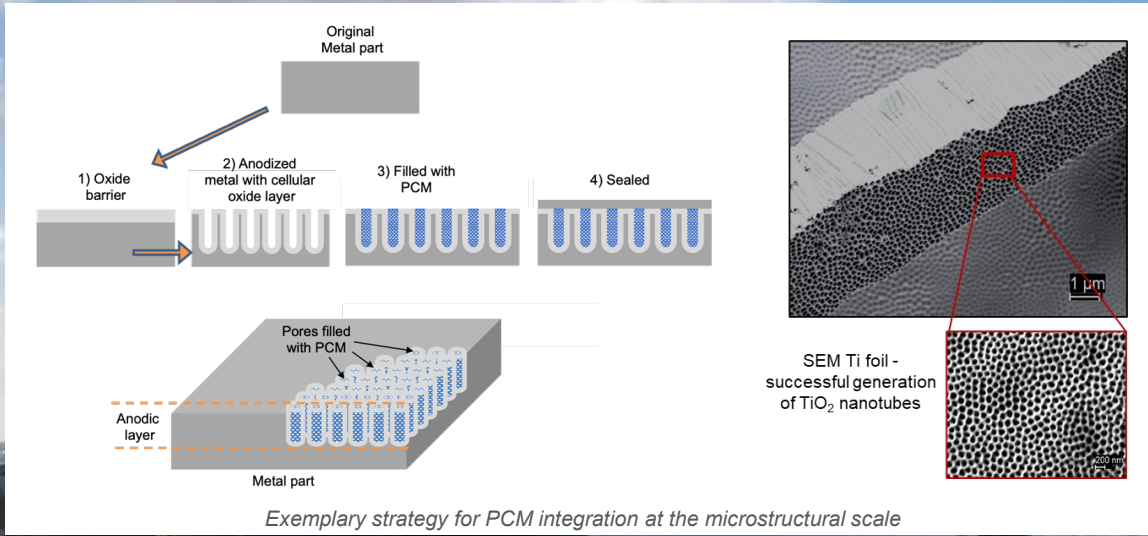 Original
Metal part
1) Oxide
barrier
2) Anodized
metal with cellular
oxide layer
3) Filled with
PCM
4) Sealed
Pores filled
with PCM
Anodic
layer
Metal part
1 µm
SEM Ti foil -
successful generation
of TiO₂ nanotubes
200 nm
Exemplary strategy for PCM integration at the microstructural scale